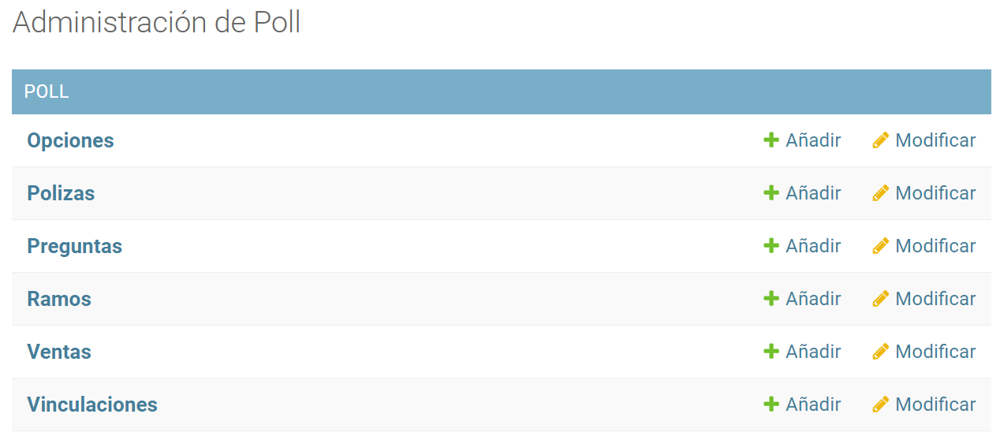 Administración de Poll
POLL
Opciones Añadir Modificar
Polizas Añadir Modificar
Preguntas Añadir Modificar
Ramos Añadir Modificar
Ventas Añadir Modificar
Vinculaciones Añadir Modificar